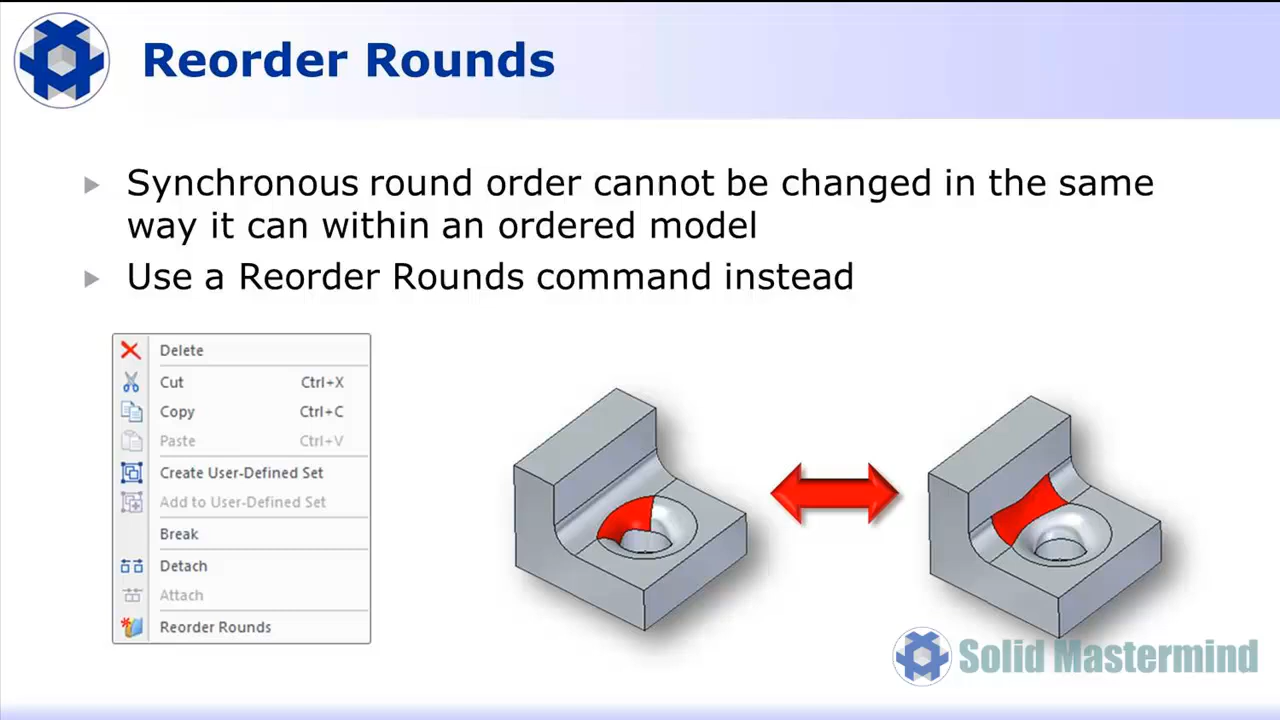 Reorder Rounds
Synchronous round order cannot be changed in the same
way it can within an ordered model
Use a Reorder Rounds command instead
Delete
Cut Ctrl+X
Copy Ctrl+C
Paste Ctrl+V
Create User-Defined Set
Add to User-Defined Set
Break
Detach
Attach
Reorder Rounds
Solid Mastermind